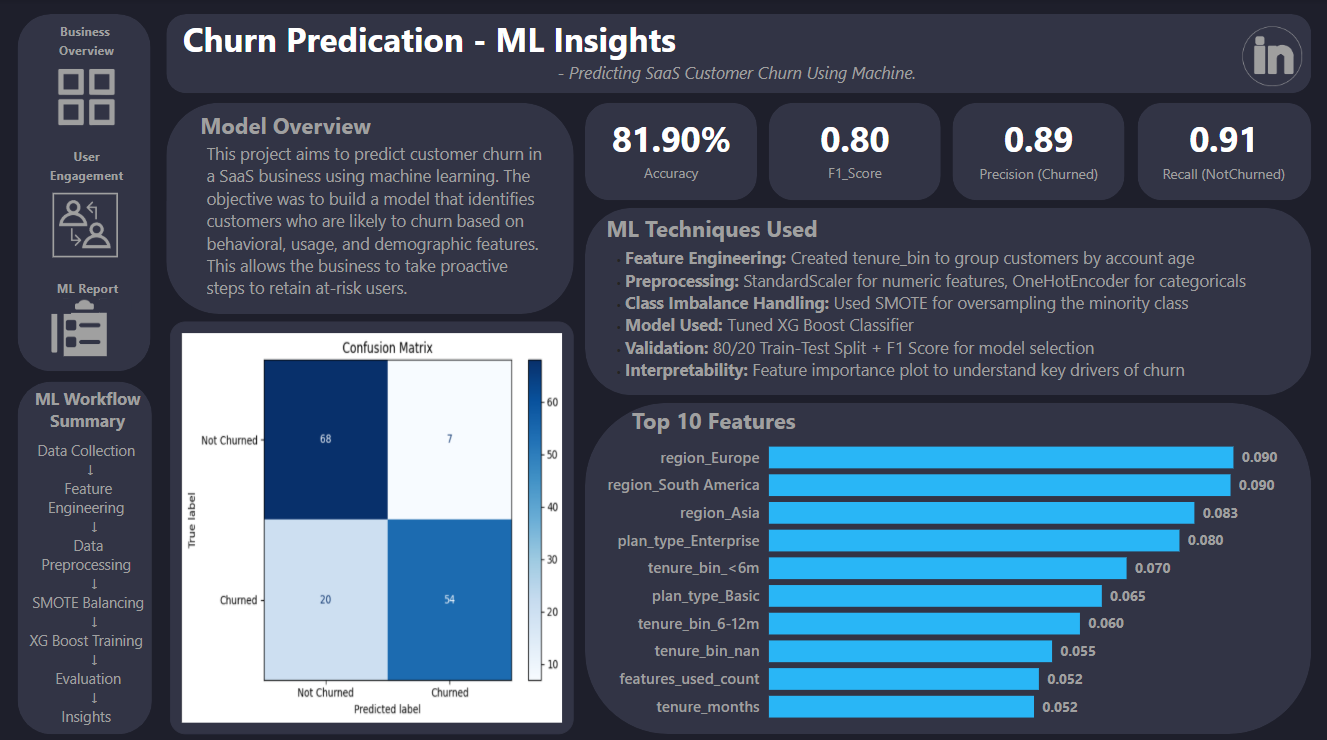 Business
Overview
User
Engagement
ML Report
ML Workflow
Summary
Data Collection
↓
Feature
Engineering
↓
Data
Preprocessing
↓
SMOTE Balancing
↓
XG Boost Training
↓
Evaluation
↓
Insights
Churn Predication - ML Insights
- Predicting SaaS Customer Churn Using Machine.
in
Model Overview
This project aims to predict customer churn in
a SaaS business using machine learning. The
objective was to build a model that identifies
customers who are likely to churn based on
behavioral, usage, and demographic features.
This allows the business to take proactive
steps to retain at-risk users.
81.90%
Accuracy
0.80
F1_Score
0.89
Precision (Churned)
0.91
Recall (NotChurned)
ML Techniques Used
· Feature Engineering: Created tenure_bin to group customers by account age
· Preprocessing: StandardScaler for numeric features, OneHotEncoder for categoricals
· Class Imbalance Handling: Used SMOTE for oversampling the minority class
· Model Used: Tuned XG Boost Classifier
· Validation: 80/20 Train-Test Split + F1 Score for model selection
· Interpretability: Feature importance plot to understand key drivers of churn
Confusion Matrix
True label
Not Churned 68 7
Churned 20 54
Not Churned Churned
Predicted label
60
50
40
30
20
10
Top 10 Features
region_Europe 0.090
region_South America 0.090
region_Asia 0.083
plan_type_Enterprise 0.080
tenure_bin_<6m 0.070
plan_type_Basic 0.065
tenure_bin_6-12m 0.060
tenure_bin_nan 0.055
features_used_count 0.052
tenure_months 0.052